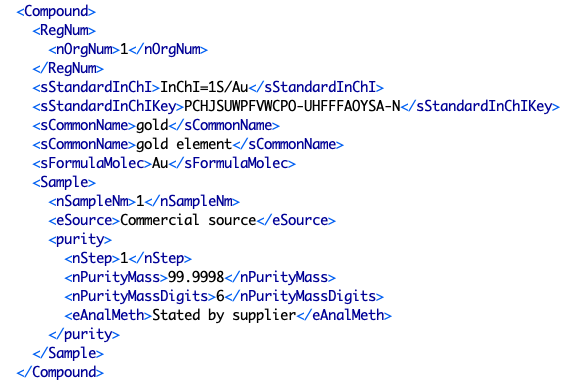 <Compound>
<RegNum>
<nOrgNum>1</nOrgNum>
</RegNum>
<sStandardInChI>InChI=1S/Au</sStandardInChI>
<sStandardInChIKey>PCHJSUWPFVWCPO-UHFFFAOYSA-N</sStandardInChIKey>
<sCommonName>gold</sCommonName>
<sCommonName>gold element</sCommonName>
<sFormulaMolec>Au</sFormulaMolec>
<Sample>
<nSampleNm>1</nSampleNm>
<eSource>Commercial source</eSource>
<purity>
<nStep>1</nStep>
<nPurityMass>99.9998</nPurityMass>
<nPurityMassDigits>6</nPurityMassDigits>
<eAnalMeth>Stated by supplier</eAnalMeth>
</purity>
</Sample>
</Compound>